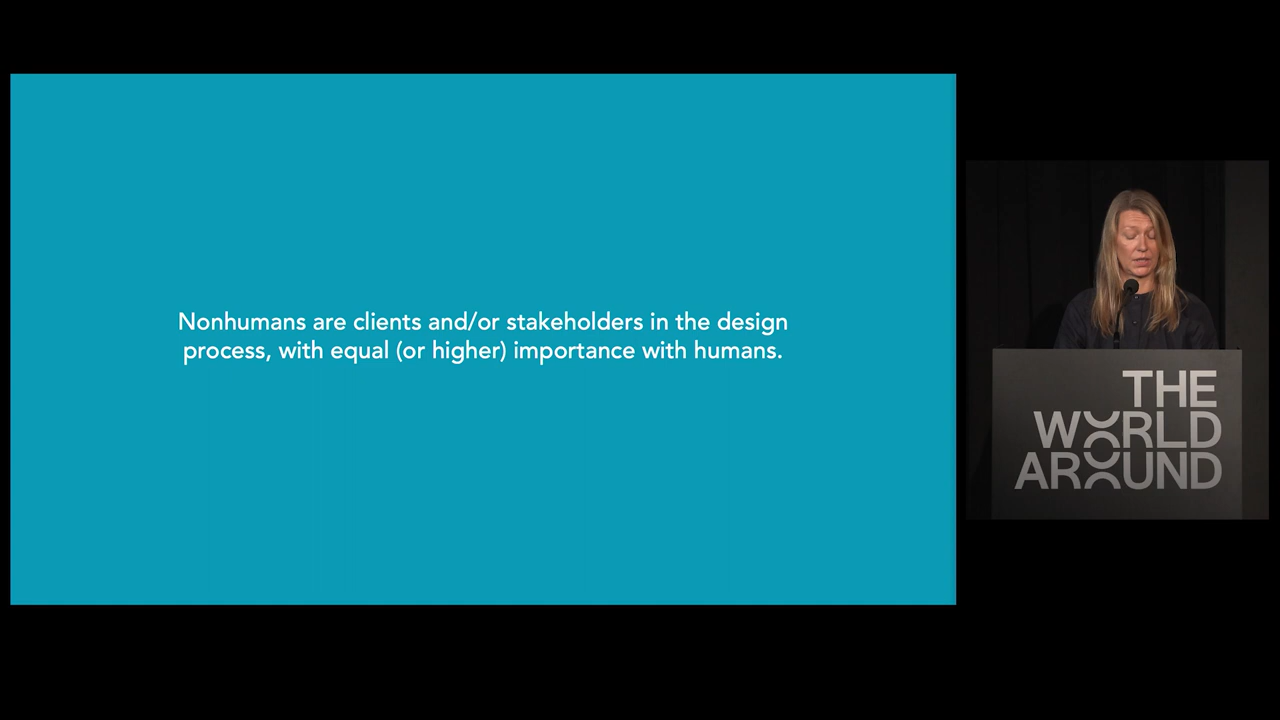 Nonhumans are clients and/or stakeholders in the design
process, with equal (or higher) importance with humans.
THE
WORLD
AROUND